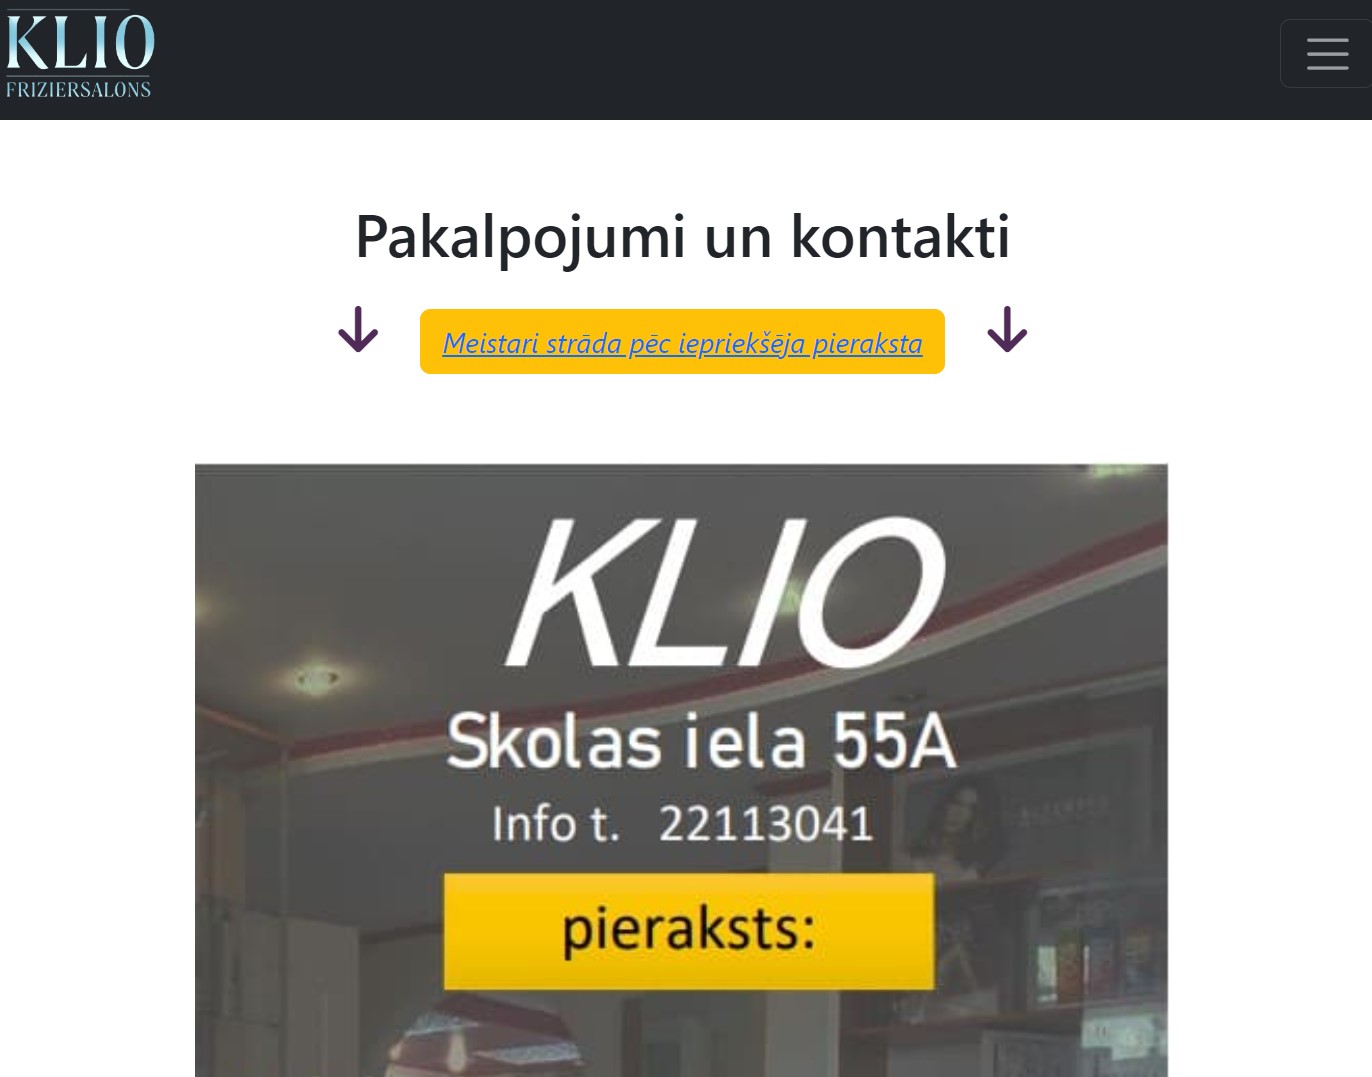 KLIO
FRIZIERSALONS
Pakalpojumi un kontakti
Meistari strāda pēc iepriekšēja pieraksta
KLIO
Skolas iela 55A
Info t. 22113041
pieraksts: